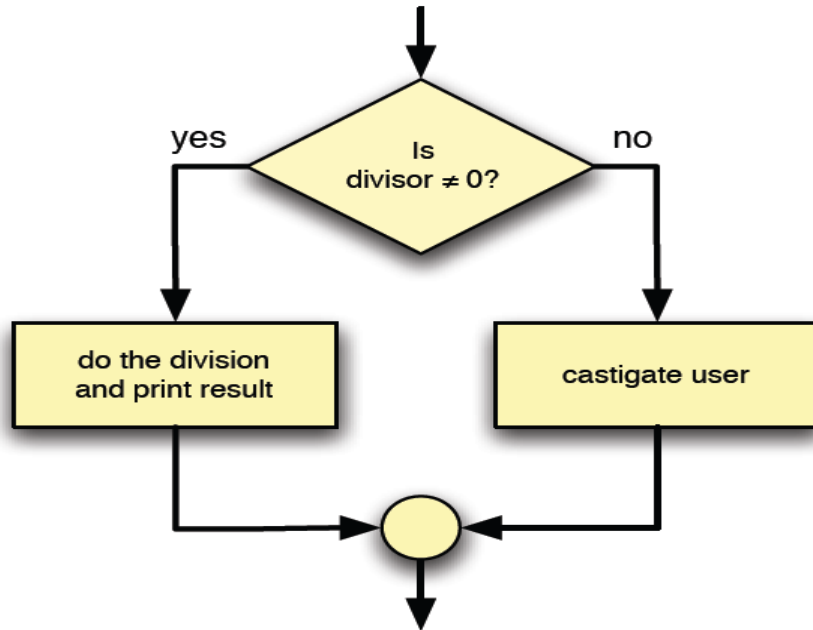 yes
Is
divisor ≠ 0?
no
do the division
and print result
castigate user